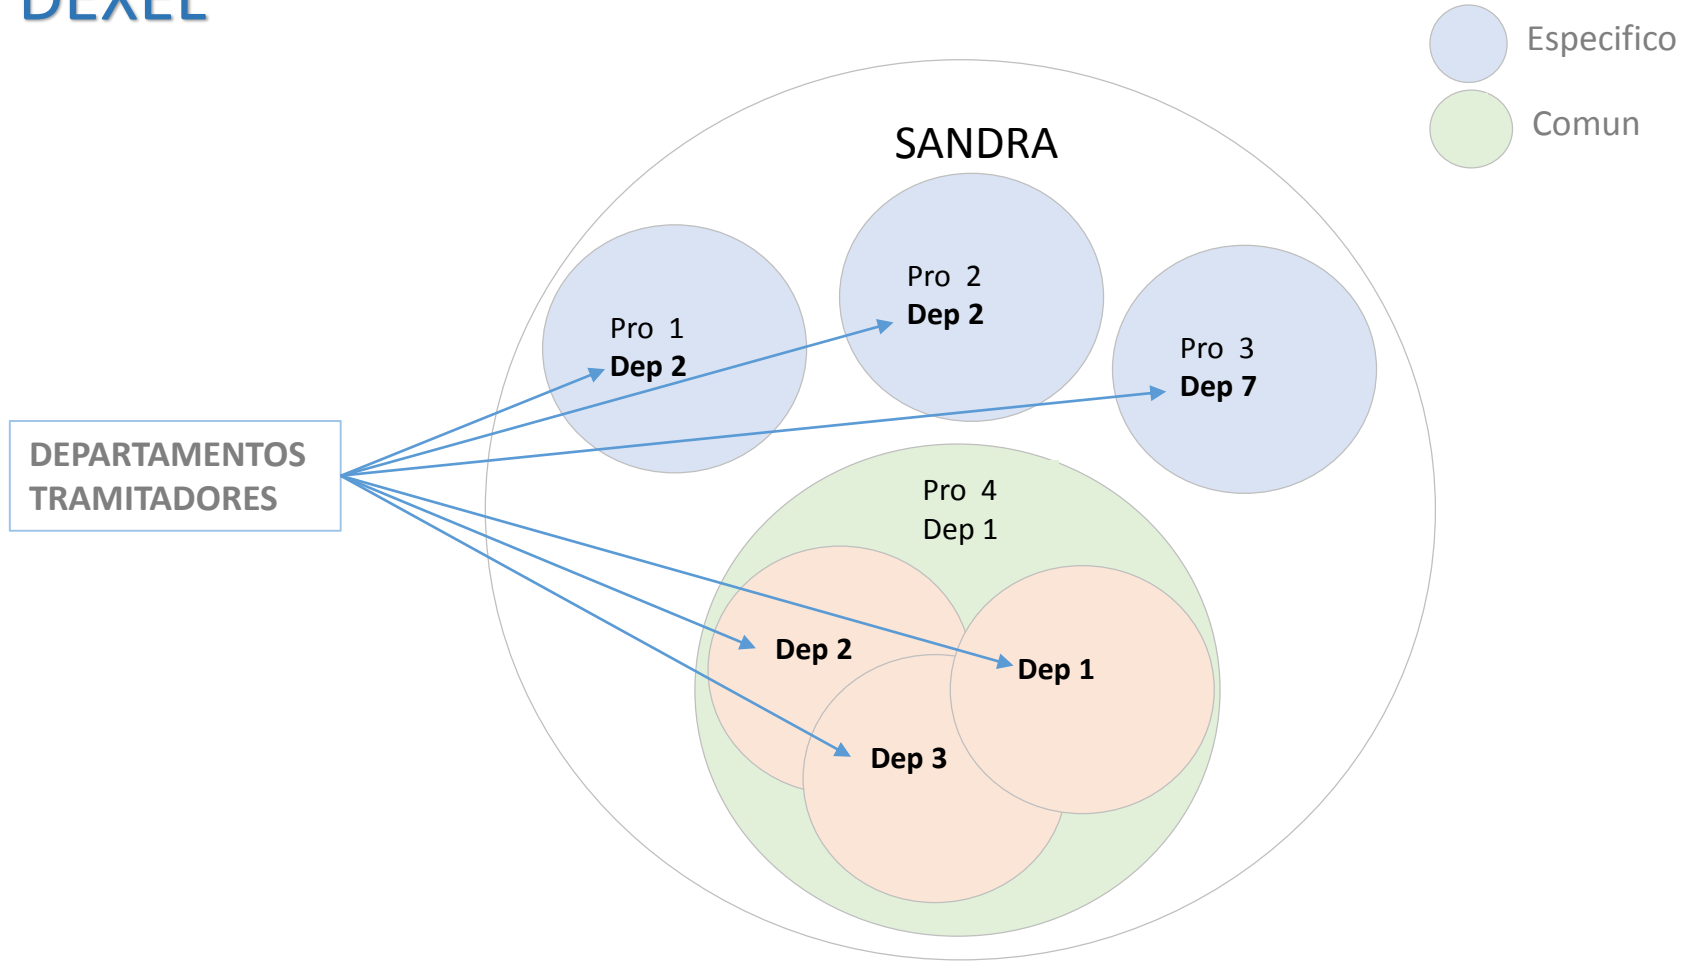 DEXEL
Especifico
Comun
SANDRA
Pro 1
Dep 2
Pro 2
Dep 2
Pro 3
Dep 7
DEPARTAMENTOS
TRAMITADORES
Pro 4
Dep 1
Dep 2
Dep 1
Dep 3